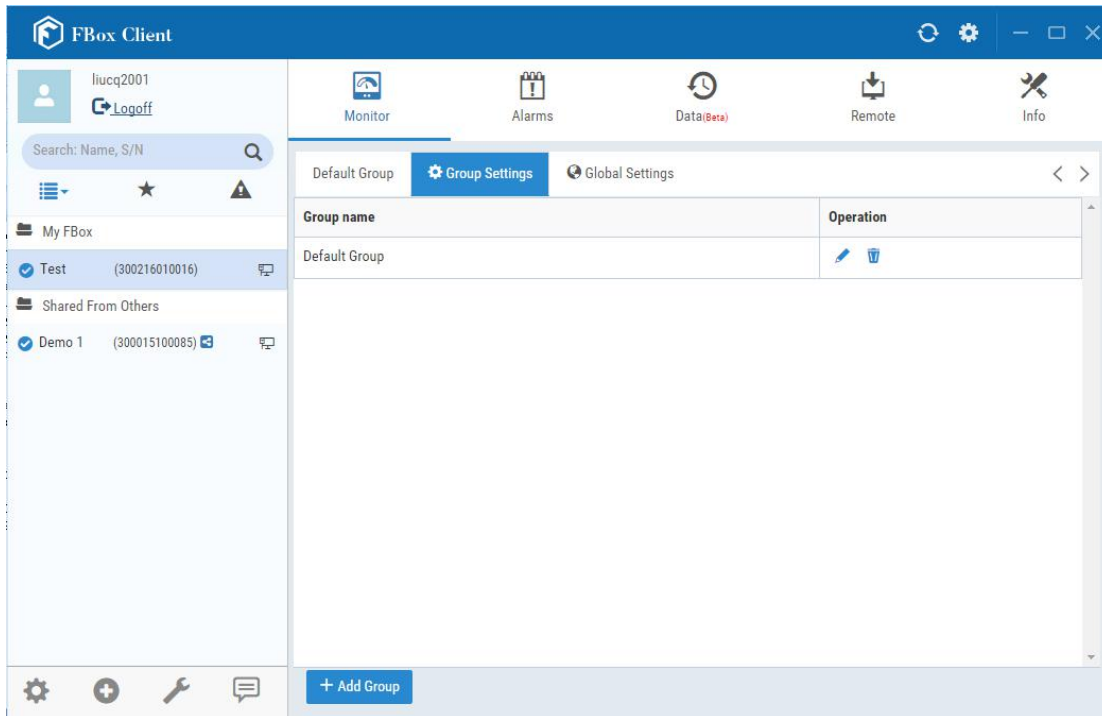 FBox Client
liucq2001
Logoff
Search: Name, S/N
My FBox
Test (300216010016)
Shared From Others
Demo 1 (300015100085)
Monitor Alarms Data(Beta) Remote Info
Default Group Group Settings Global Settings
Group name Operation
Default Group
+ Add Group